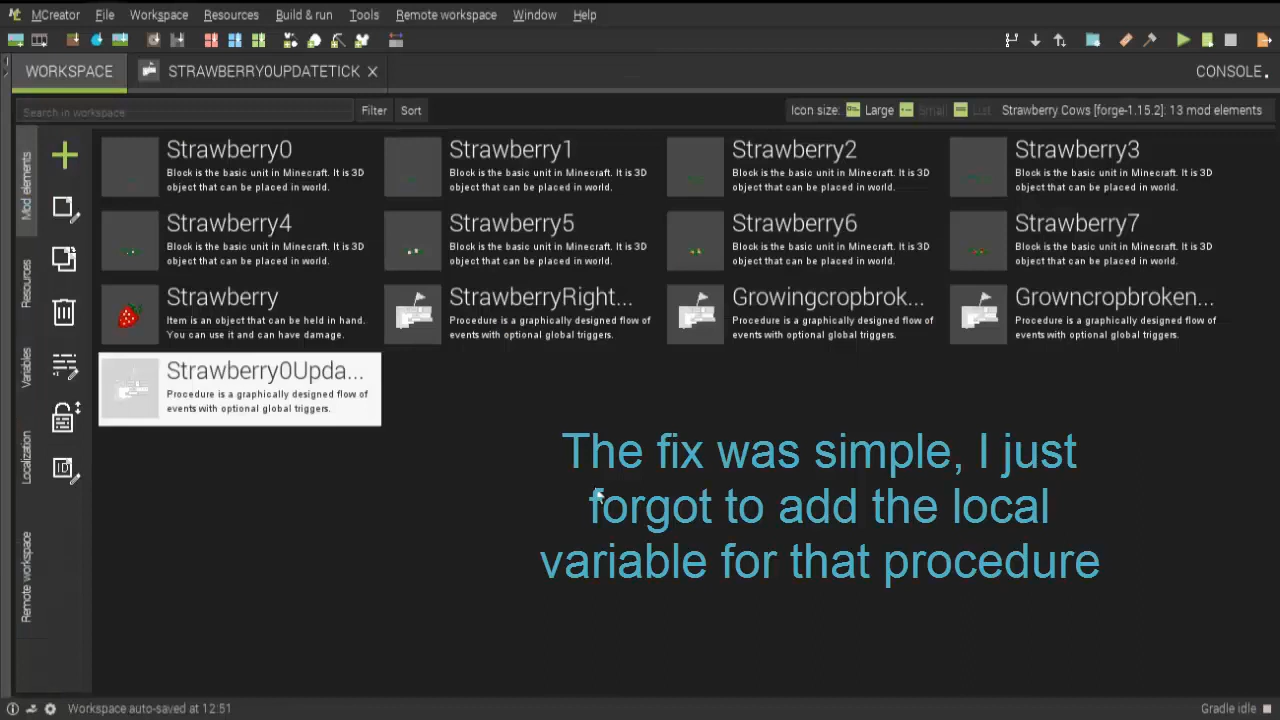 MCreator File Workspace Resources Build & run Tools Remote workspace Window Help
WORKSPACE STRAWBERRY0UPDATETICK CONSOLE
Search in workspace Filter Sort Icon size: Large Small List Strawberry Cows [forge-1.15.2]: 13 mod elements
Mod elements
Resources
Variables
Localization
Remote workspace
Strawberry0
Block is the basic unit in Minecraft. It is 3D
object that can be placed in world.
Strawberry1
Block is the basic unit in Minecraft. It is 3D
object that can be placed in world.
Strawberry2
Block is the basic unit in Minecraft. It is 3D
object that can be placed in world.
Strawberry3
Block is the basic unit in Minecraft. It is 3D
object that can be placed in world.
Strawberry4
Block is the basic unit in Minecraft. It is 3D
object that can be placed in world.
Strawberry5
Block is the basic unit in Minecraft. It is 3D
object that can be placed in world.
Strawberry6
Block is the basic unit in Minecraft. It is 3D
object that can be placed in world.
Strawberry7
Block is the basic unit in Minecraft. It is 3D
object that can be placed in world.
Strawberry
Item is an object that can be held in hand.
You can use it and can have damage.
StrawberryRight...
Procedure is a graphically designed flow of
events with optional global triggers.
Growingcropbrok...
Procedure is a graphically designed flow of
events with optional global triggers.
Growncropbroken...
Procedure is a graphically designed flow of
events with optional global triggers.
Strawberry0Upda...
Procedure is a graphically designed flow of
events with optional global triggers.
The fix was simple, I just
forgot to add the local
variable for that procedure
Workspace auto-saved at 12:51 Gradle idle